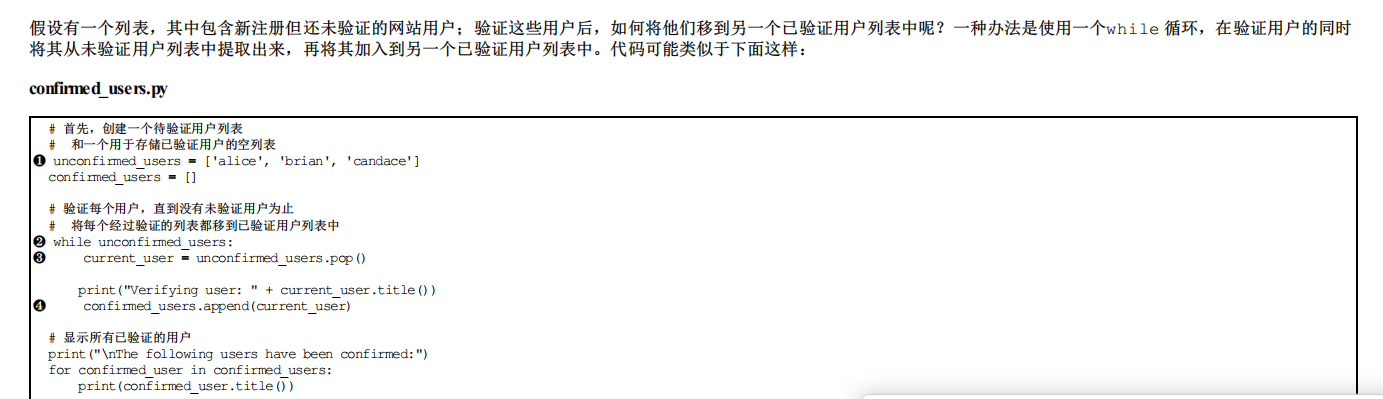 假设有一个列表，其中包含新注册但还未验证的网站用户；验证这些用户后，如何将他们移到另一个已验证用户列表中呢？一种办法是使用一个while 循环，在验证用户的同时
将其从未验证用户列表中提取出来，再将其加入到另一个已验证用户列表中。代码可能类似于下面这样：
confirmed_users.py
# 首先，创建一个待验证用户列表
#  和一个用于存储已验证用户的空列表
❶ unconfirmed_users = ['alice', 'brian', 'candace']
confirmed_users = []
# 验证每个用户，直到没有未验证用户为止
#  将每个经过验证的列表都移到已验证用户列表中
❷ while unconfirmed_users:
❸     current_user = unconfirmed_users.pop()
print("Verifying user: " + current_user.title())
❹     confirmed_users.append(current_user)
# 显示所有已验证的用户
print("\nThe following users have been confirmed:")
for confirmed_user in confirmed_users:
    print(confirmed_user.title())